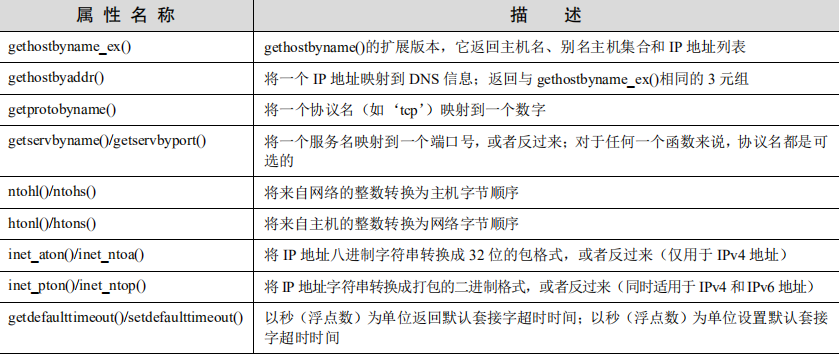 属 性 名 称 描 述
gethostbyname_ex() gethostbyname()的扩展版本，它返回主机名、别名主机集合和 IP 地址列表
gethostbyaddr() 将一个 IP 地址映射到 DNS 信息；返回与 gethostbyname_ex()相同的 3 元组
getprotobyname() 将一个协议名（如‘tcp’）映射到一个数字
getservbyname()/getservbyport() 将一个服务名映射到一个端口号，或者反过来；对于任何一个函数来说，协议名都是可
选的
ntohl()/ntohs() 将来自网络的整数转换为主机字节顺序
htonl()/htons() 将来自主机的整数转换为网络字节顺序
inet_aton()/inet_ntoa() 将 IP 地址八进制字符串转换成 32 位的包格式，或者反过来（仅用于 IPv4 地址）
inet_pton()/inet_ntop() 将 IP 地址字符串转换成打包的二进制格式，或者反过来（同时适用于 IPv4 和 IPv6 地址）
getdefaulttimeout()/setdefaulttimeout() 以秒（浮点数）为单位返回默认套接字超时时间；以秒（浮点数）为单位设置默认套接
字超时时间